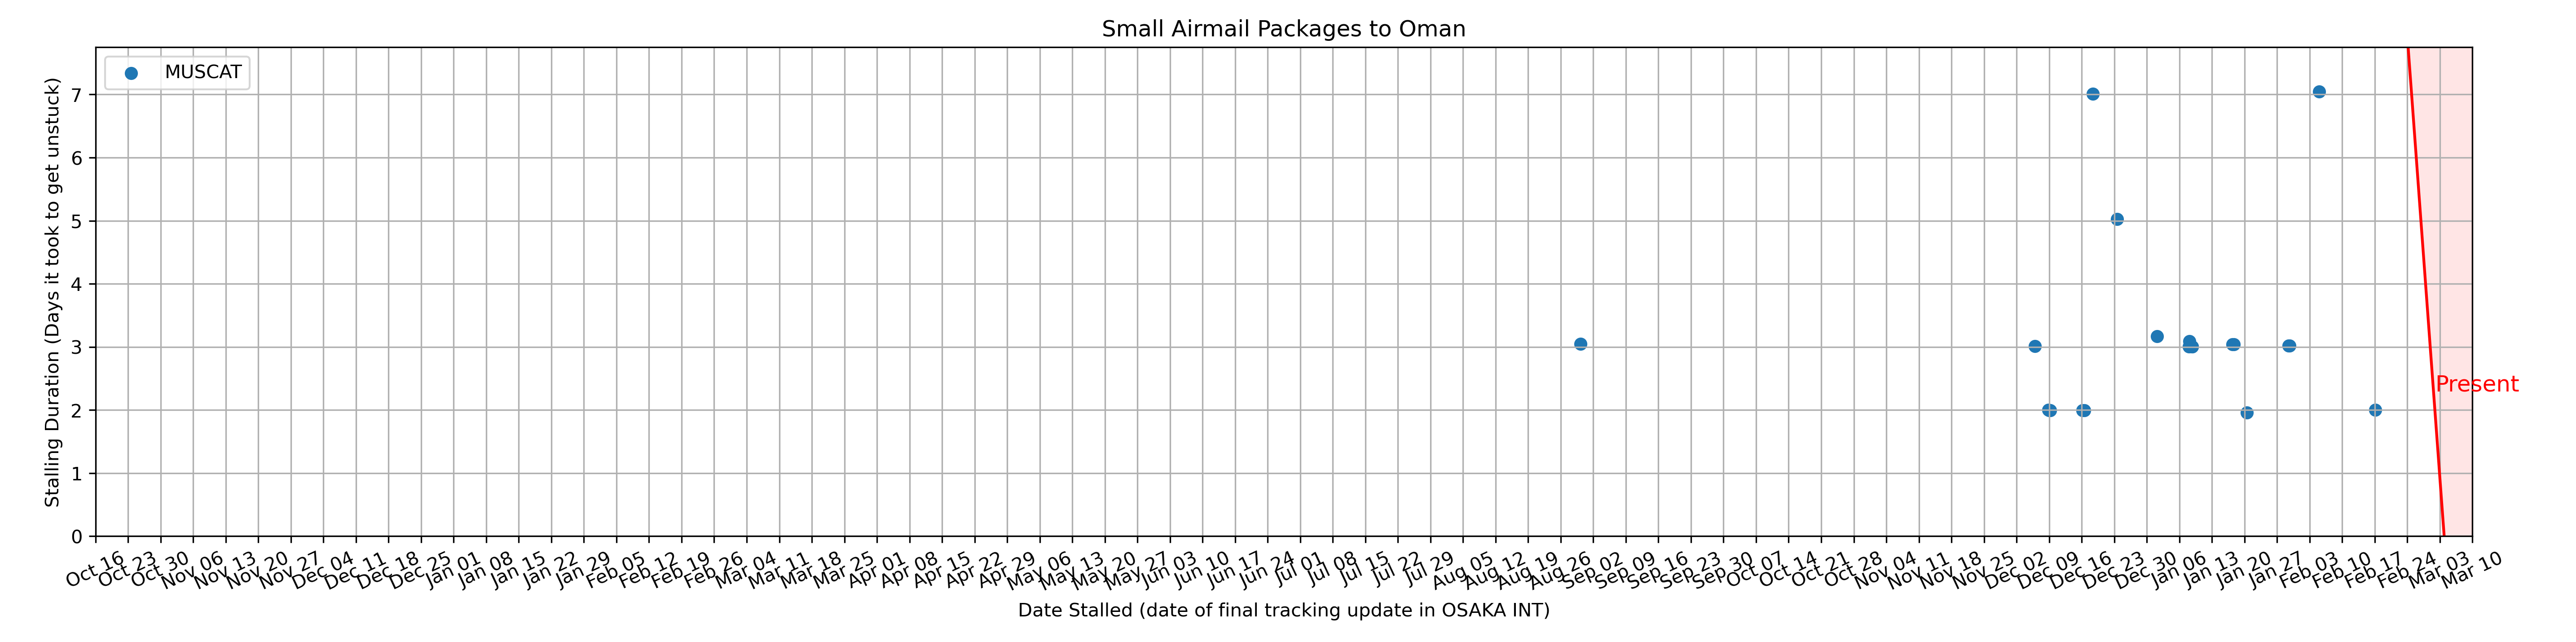 Small Airmail Packages to Oman
MUSCAT
Stalling Duration (Days it took to get unstuck)
7
6
5
4
3
2
1
0
Present
Oct 16
Oct 23
Oct 30
Nov 06
Nov 13
Nov 20
Nov 27
Dec 04
Dec 11
Dec 18
Dec 25
Jan 01
Jan 08
Jan 15
Jan 22
Jan 29
Feb 05
Feb 12
Feb 19
Feb 26
Mar 04
Mar 11
Mar 18
Mar 25
Apr 01
Apr 08
Apr 15
Apr 22
Apr 29
May 06
May 13
May 20
May 27
Jun 03
Jun 10
Jun 17
Jun 24
Jul 01
Jul 08
Jul 15
Jul 22
Jul 29
Aug 05
Aug 12
Aug 19
Aug 26
Sep 02
Sep 09
Sep 16
Sep 23
Sep 30
Oct 07
Oct 14
Oct 21
Oct 28
Nov 04
Nov 11
Nov 18
Nov 25
Dec 02
Dec 09
Dec 16
Dec 23
Dec 30
Jan 06
Jan 13
Jan 20
Jan 27
Feb 03
Feb 10
Feb 17
Feb 24
Mar 03
Mar 10
Date Stalled (date of final tracking update in OSAKA INT)